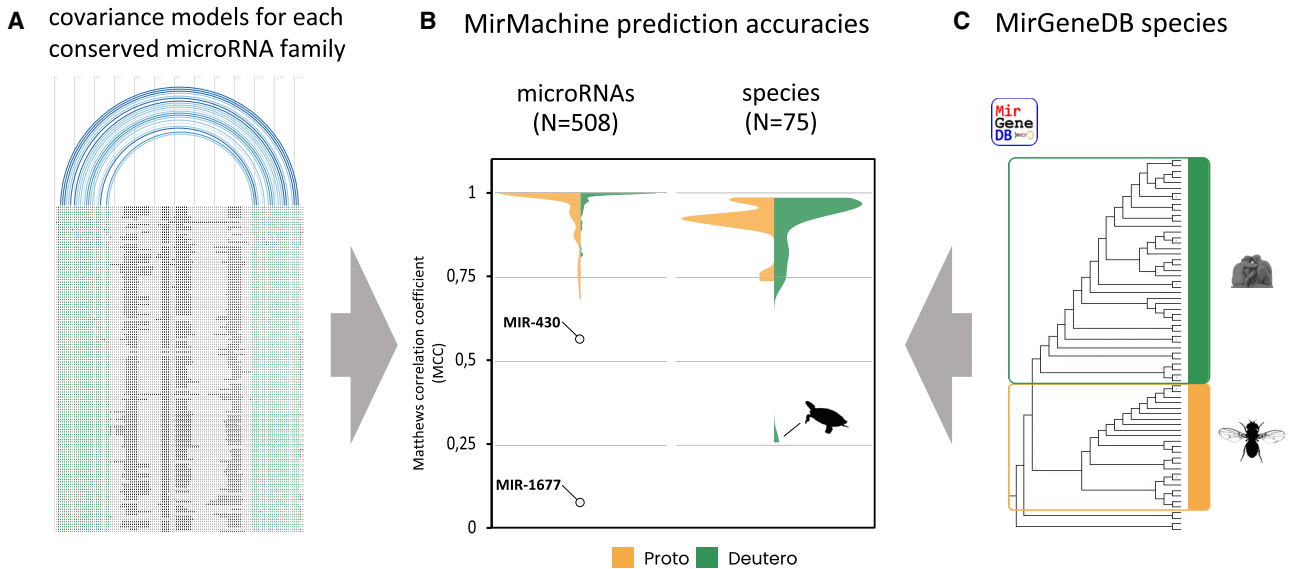 A
covariance models for each
conserved microRNA family
B
MirMachine prediction accuracies
microRNAs
(N=508)
species
(N=75)
Matthews correlation coefficient
(MCC)
1
0,75
0,5
0,25
0
MIR-430
MIR-1677
Proto
Deutero
C
MirGeneDB species
Mir
Gene
DB